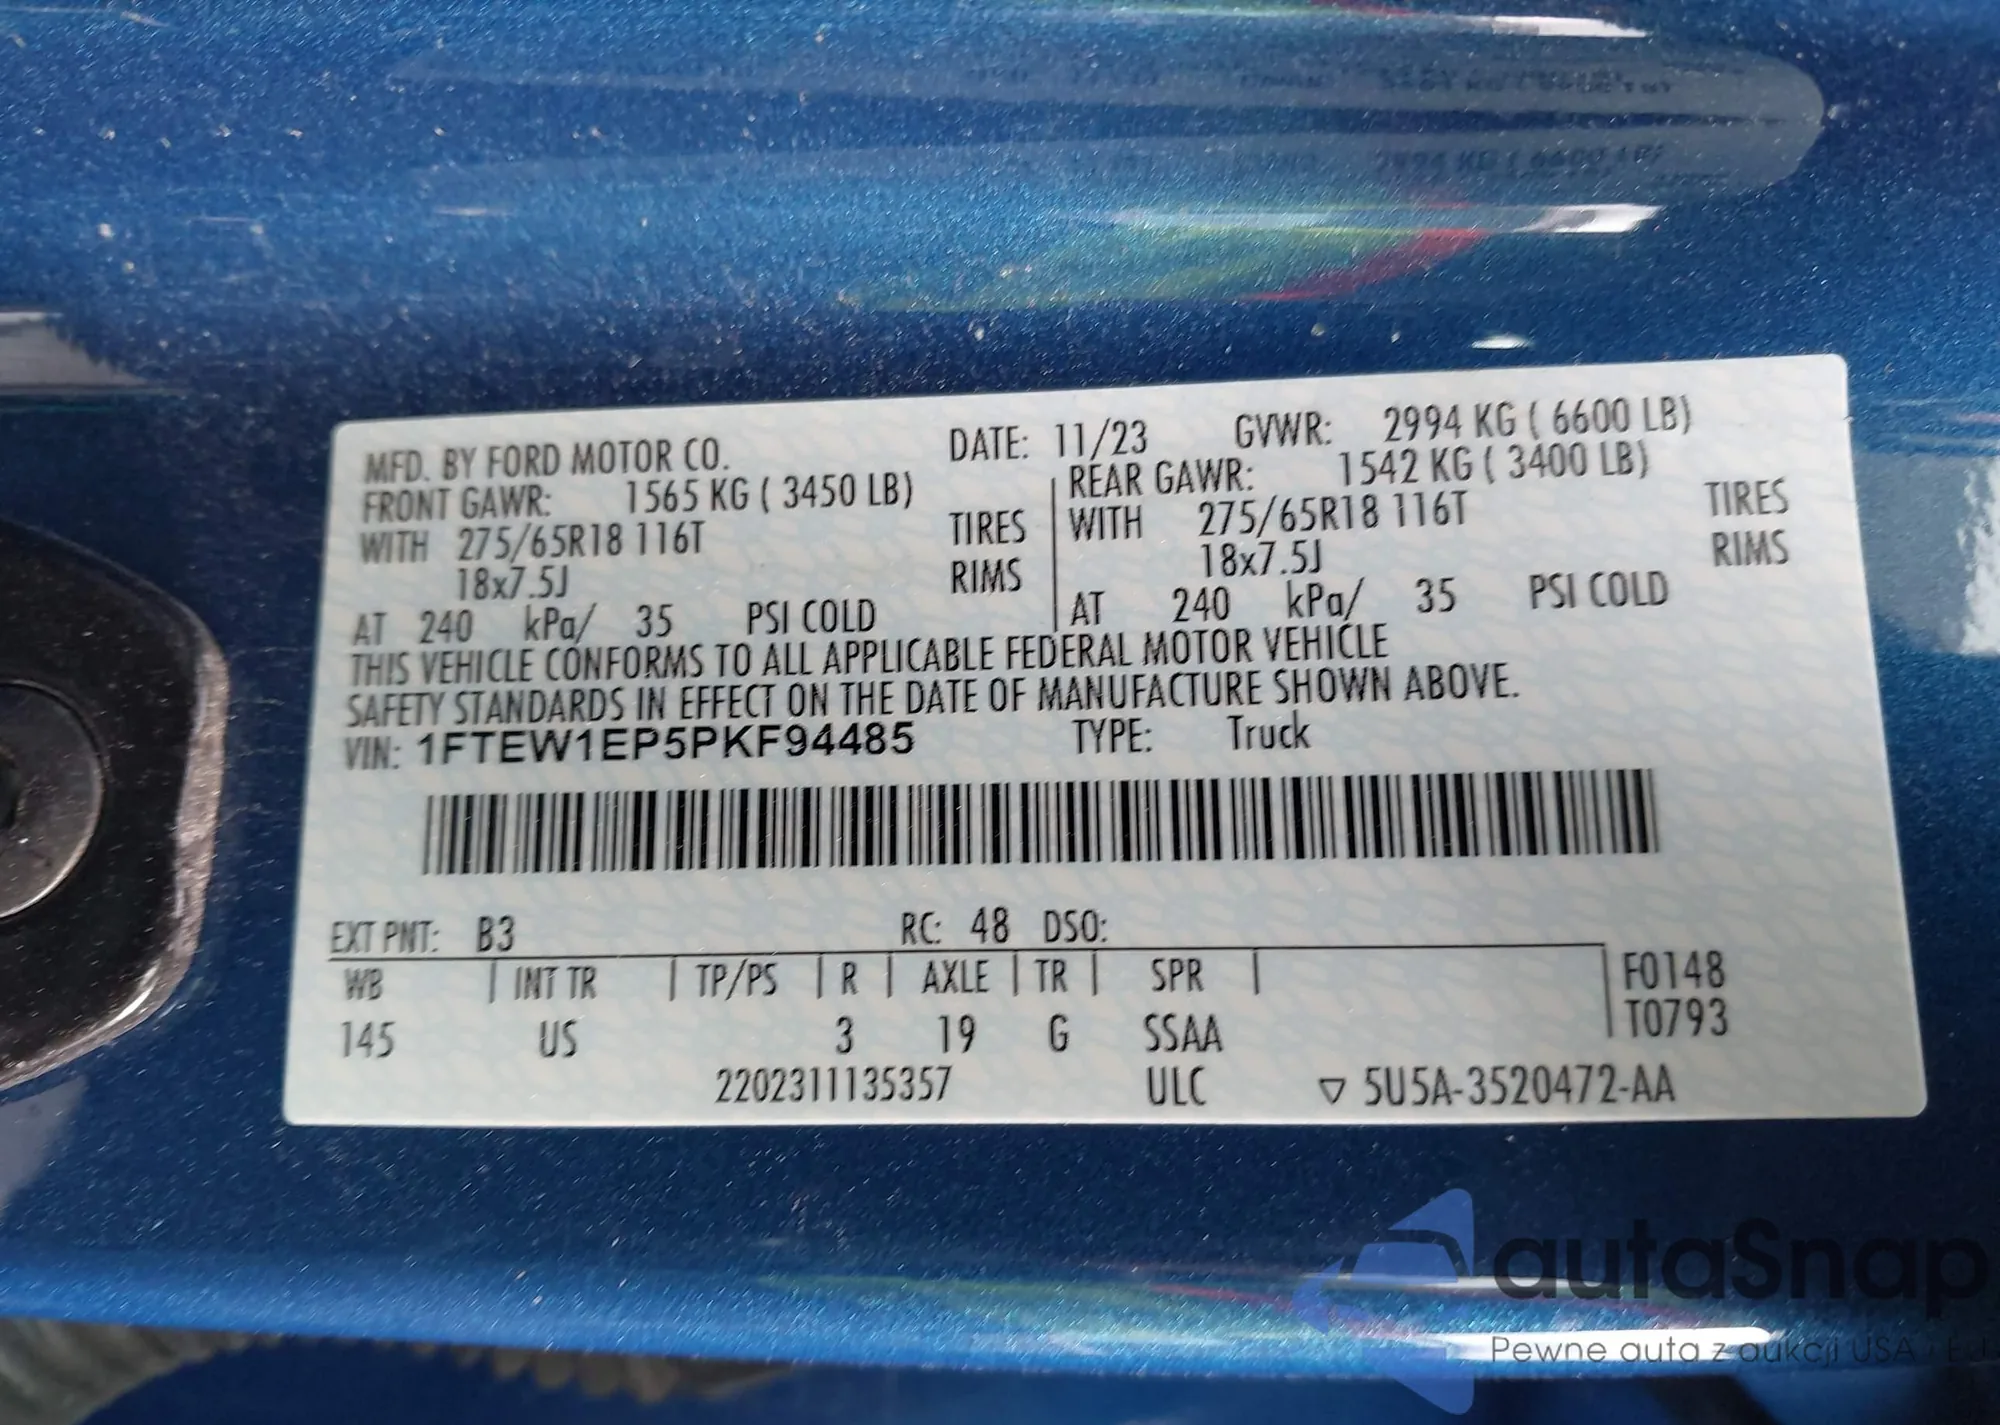 MFD. BY FORD MOTOR CO. DATE: 11/23 GVWR: 2994 KG ( 6600 LB)
FRONT GAWR: 1565 KG ( 3450 LB) REAR GAWR: 1542 KG ( 3400 LB)
WITH 275/65R18 116T TIRES WITH 275/65R18 116T TIRES
18x7.5J RIMS 18x7.5J RIMS
AT 240 kPa/ 35 PSI COLD AT 240 kPa/ 35 PSI COLD
THIS VEHICLE CONFORMS TO ALL APPLICABLE FEDERAL MOTOR VEHICLE
SAFETY STANDARDS IN EFFECT ON THE DATE OF MANUFACTURE SHOWN ABOVE.
VIN: 1FTEW1EP5PKF94485 TYPE: Truck
EXT PNT: B3 RC: 48 DSO:
WB INT TR TP/PS R AXLE TR SPR F0148
145 US 3 19 G SSAA T0793
2202311135357 ULC ▽ 5U5A-3520472-AA
autaSnap
Pewne auta z aukcji USA